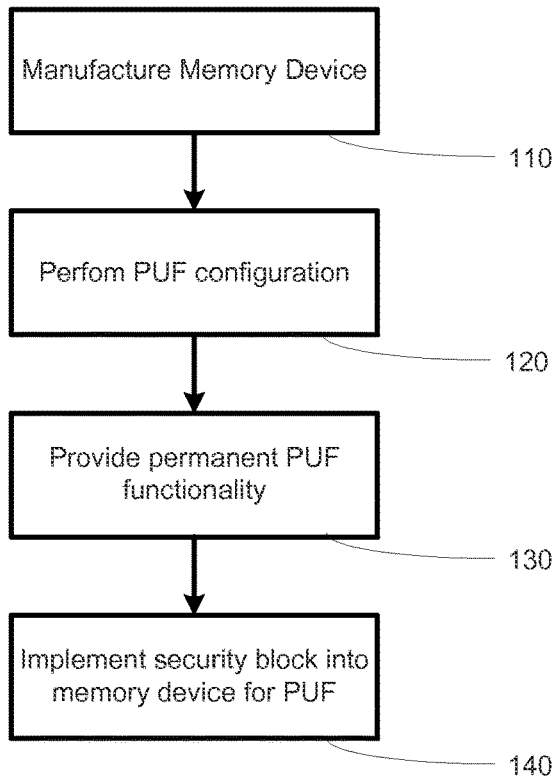 Manufacture Memory Device
110
Perfom PUF configuration
120
Provide permanent PUF
functionality
130
Implement security block into
memory device for PUF
140